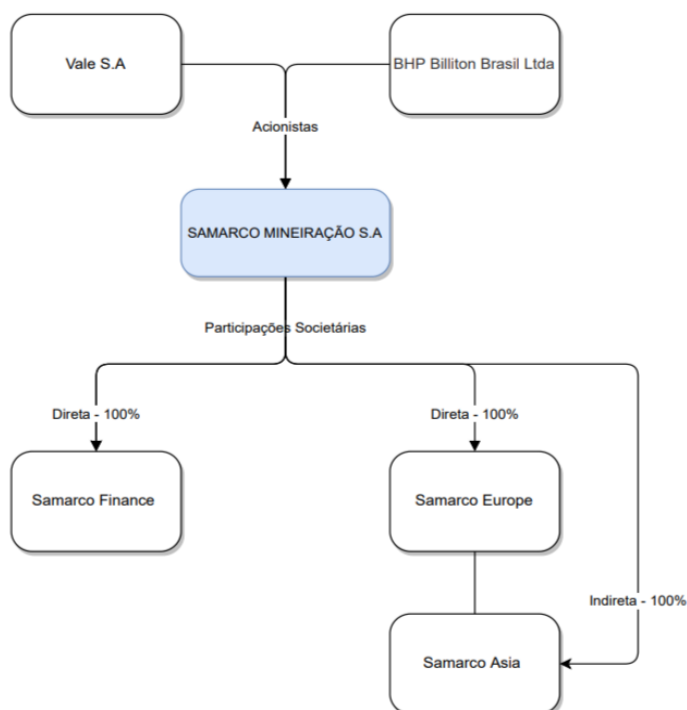 Vale S.A
BHP Billiton Brasil Ltda
Acionistas
SAMARCO MINEIRAÇÃO S.A
Participações Societárias
Direta - 100%
Direta - 100%
Samarco Finance
Samarco Europe
Indireta - 100%
Samarco Asia